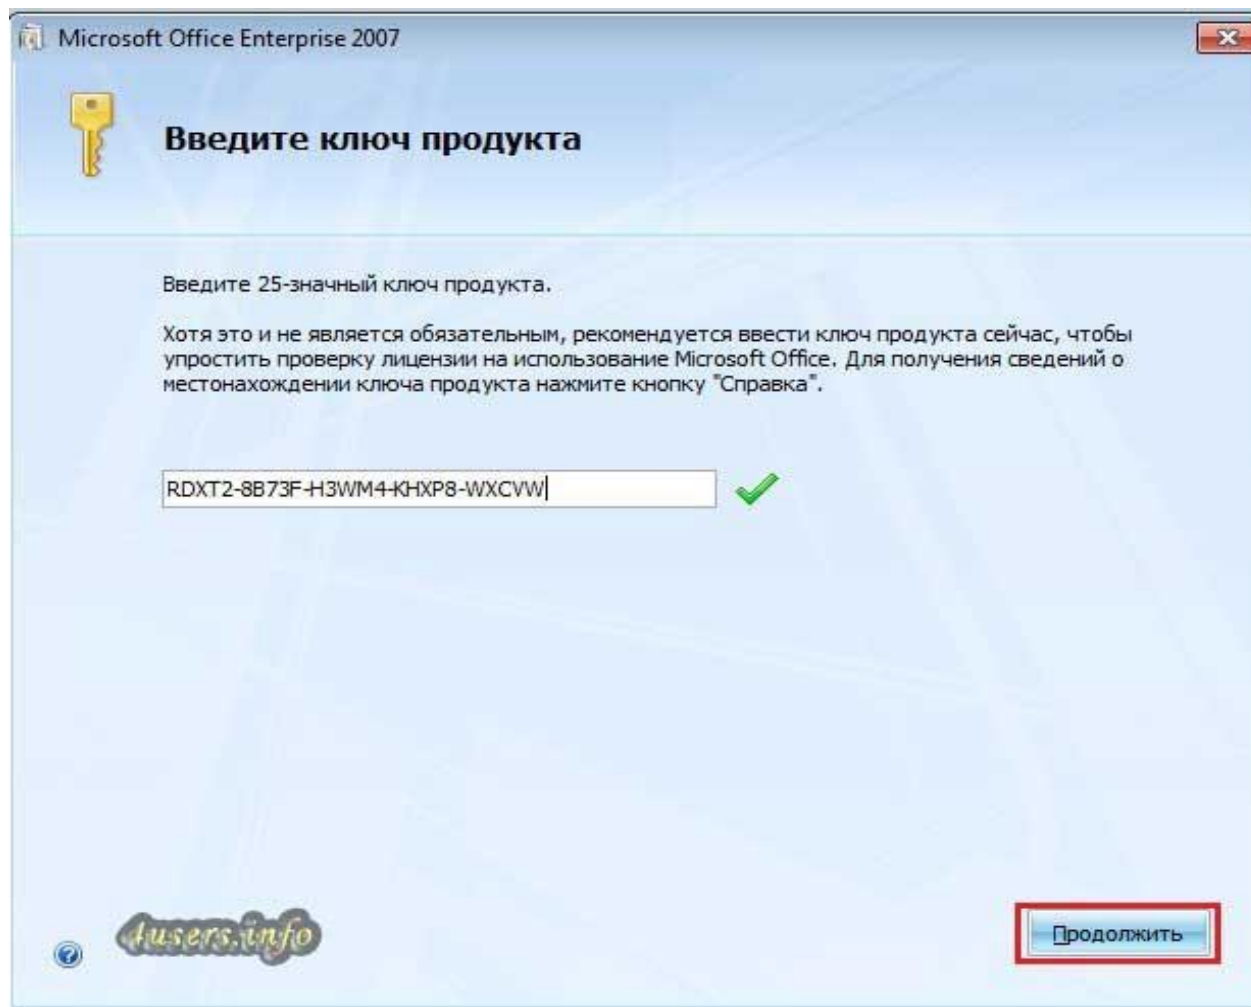 Microsoft Office Enterprise 2007
Введите ключ продукта
Введите 25-значный ключ продукта.
Хотя это и не является обязательным, рекомендуется ввести ключ продукта сейчас, чтобы
упростить проверку лицензии на использование Microsoft Office. Для получения сведений о
местонахождении ключа продукта нажмите кнопку "Справка".
RDXT2-8B73F-H3WM4-KHXP8-WXCVW
4users.info
Продолжить